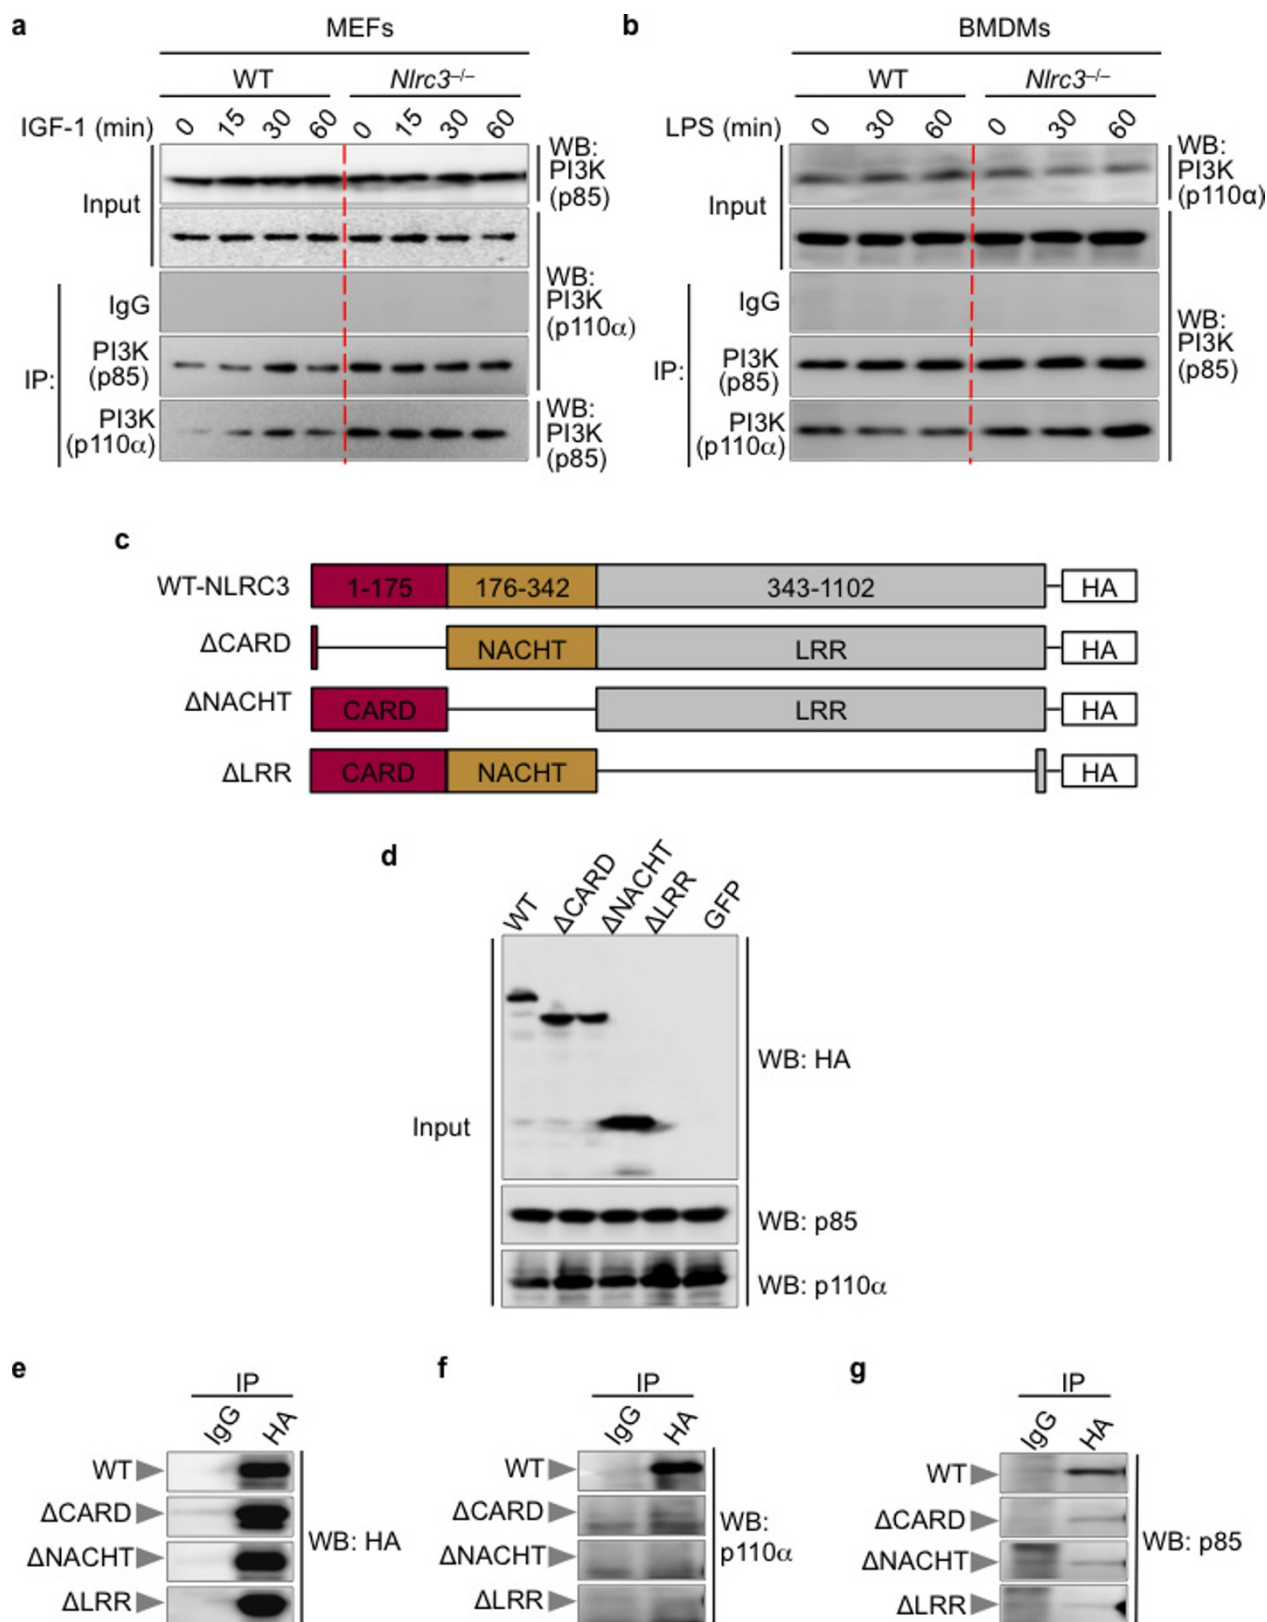 a
MEFs
WT Nlrc3–/–
IGF-1 (min) 0 15 30 60 0 15 30 60
Input
WB:
PI3K
(p85)
IgG
WB:
PI3K
(p110α)
IP:
PI3K
(p85)
PI3K
(p110α)
WB:
PI3K
(p85)
b
BMDMs
WT Nlrc3–/–
LPS (min) 0 30 60 0 30 60
Input
WB:
PI3K
(p110α)
IgG
IP:
PI3K
(p85)
PI3K
(p110α)
WB:
PI3K
(p85)
c
WT-NLRC3 1-175 176-342 343-1102 HA
ΔCARD NACHT LRR HA
ΔNACHT CARD LRR HA
ΔLRR CARD NACHT HA
d
WT ΔCARD ΔNACHT ΔLRR GFP
Input
WB: HA
WB: p85
WB: p110α
e
IP
IgG HA
WT
ΔCARD
ΔNACHT
ΔLRR
WB: HA
f
IP
IgG HA
WT
ΔCARD
ΔNACHT
ΔLRR
WB:
p110α
g
IP
IgG HA
WT
ΔCARD
ΔNACHT
ΔLRR
WB: p85